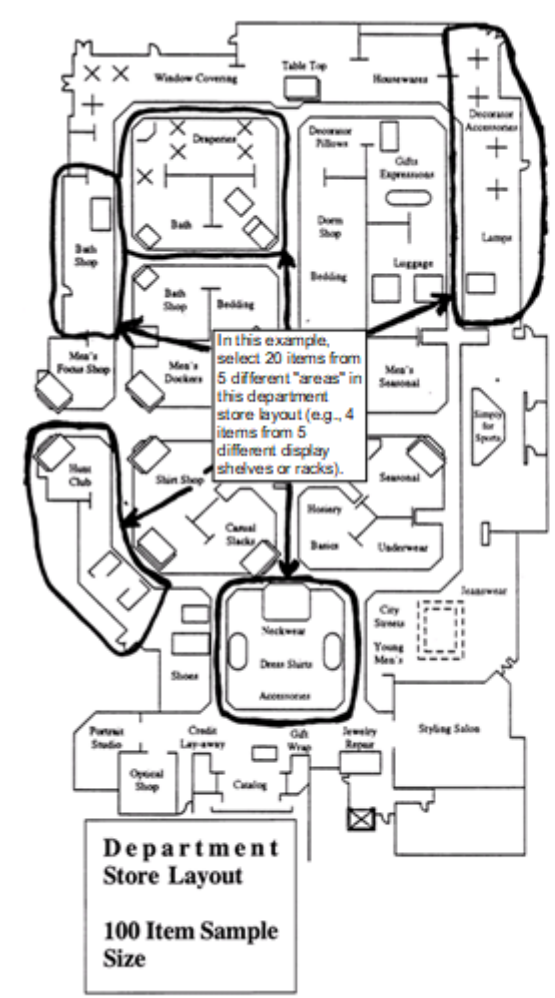 Table Top
Window Covering
Housewares
Draperies
Decorator
Pillows
Decorator
Accessories
Gifts
Expressions
Bath
Dorm
Shop
Lamps
Bath
Shop
Luggage
Bedding
Bath
Shop
Bedding
In this example,
select 20 items from
5 different "areas" in
this department
store layout (e.g., 4
items from 5
different display
shelves or racks).
Men's
Focus Shop
Men's
Dockers
Men's
Seasonal
Simply
for
Sports
Hunt
Club
Shirt Shop
Seasonal
Casual
Slacks
Hosiery
Basics
Underwear
Jeanswear
City
Streets
Young
Men's
Neckwear
Dress Shirts
Accessories
Shoes
Portrait
Studio
Credit
Lay-away
Gift
Wrap
Jewelry
Repair
Styling Salon
Optical
Shop
Catalog
Department
Store Layout
100 Item Sample
Size